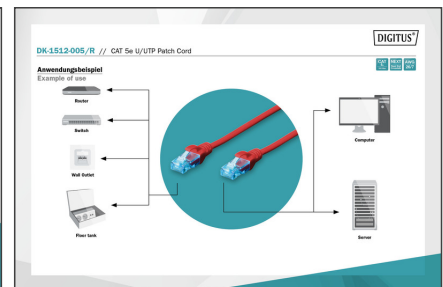 DIGITUS®
DK-1512-005/R // CAT 5e U/UTP Patch Cord
Anwendungsbeispiel
Example of use
Router
Switch
Wall Outlet
Floor tank
Computer
Server